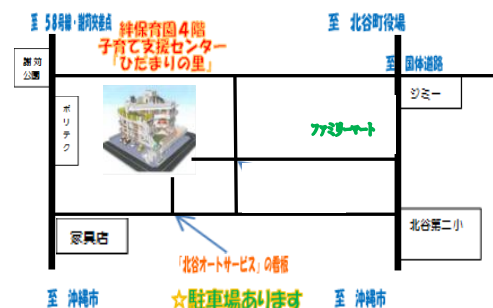 至 58号線・謝苅交差点
絆保育園4階
子育て支援センター
「ひだまりの里」
至 北谷町役場
至 国体道路
謝苅
公園
ポリテク
ジミー
ファミリーマート
家具店
北谷第二小
「北谷オートサービス」の看板
至 沖縄市
☆駐車場あります
至 沖縄市